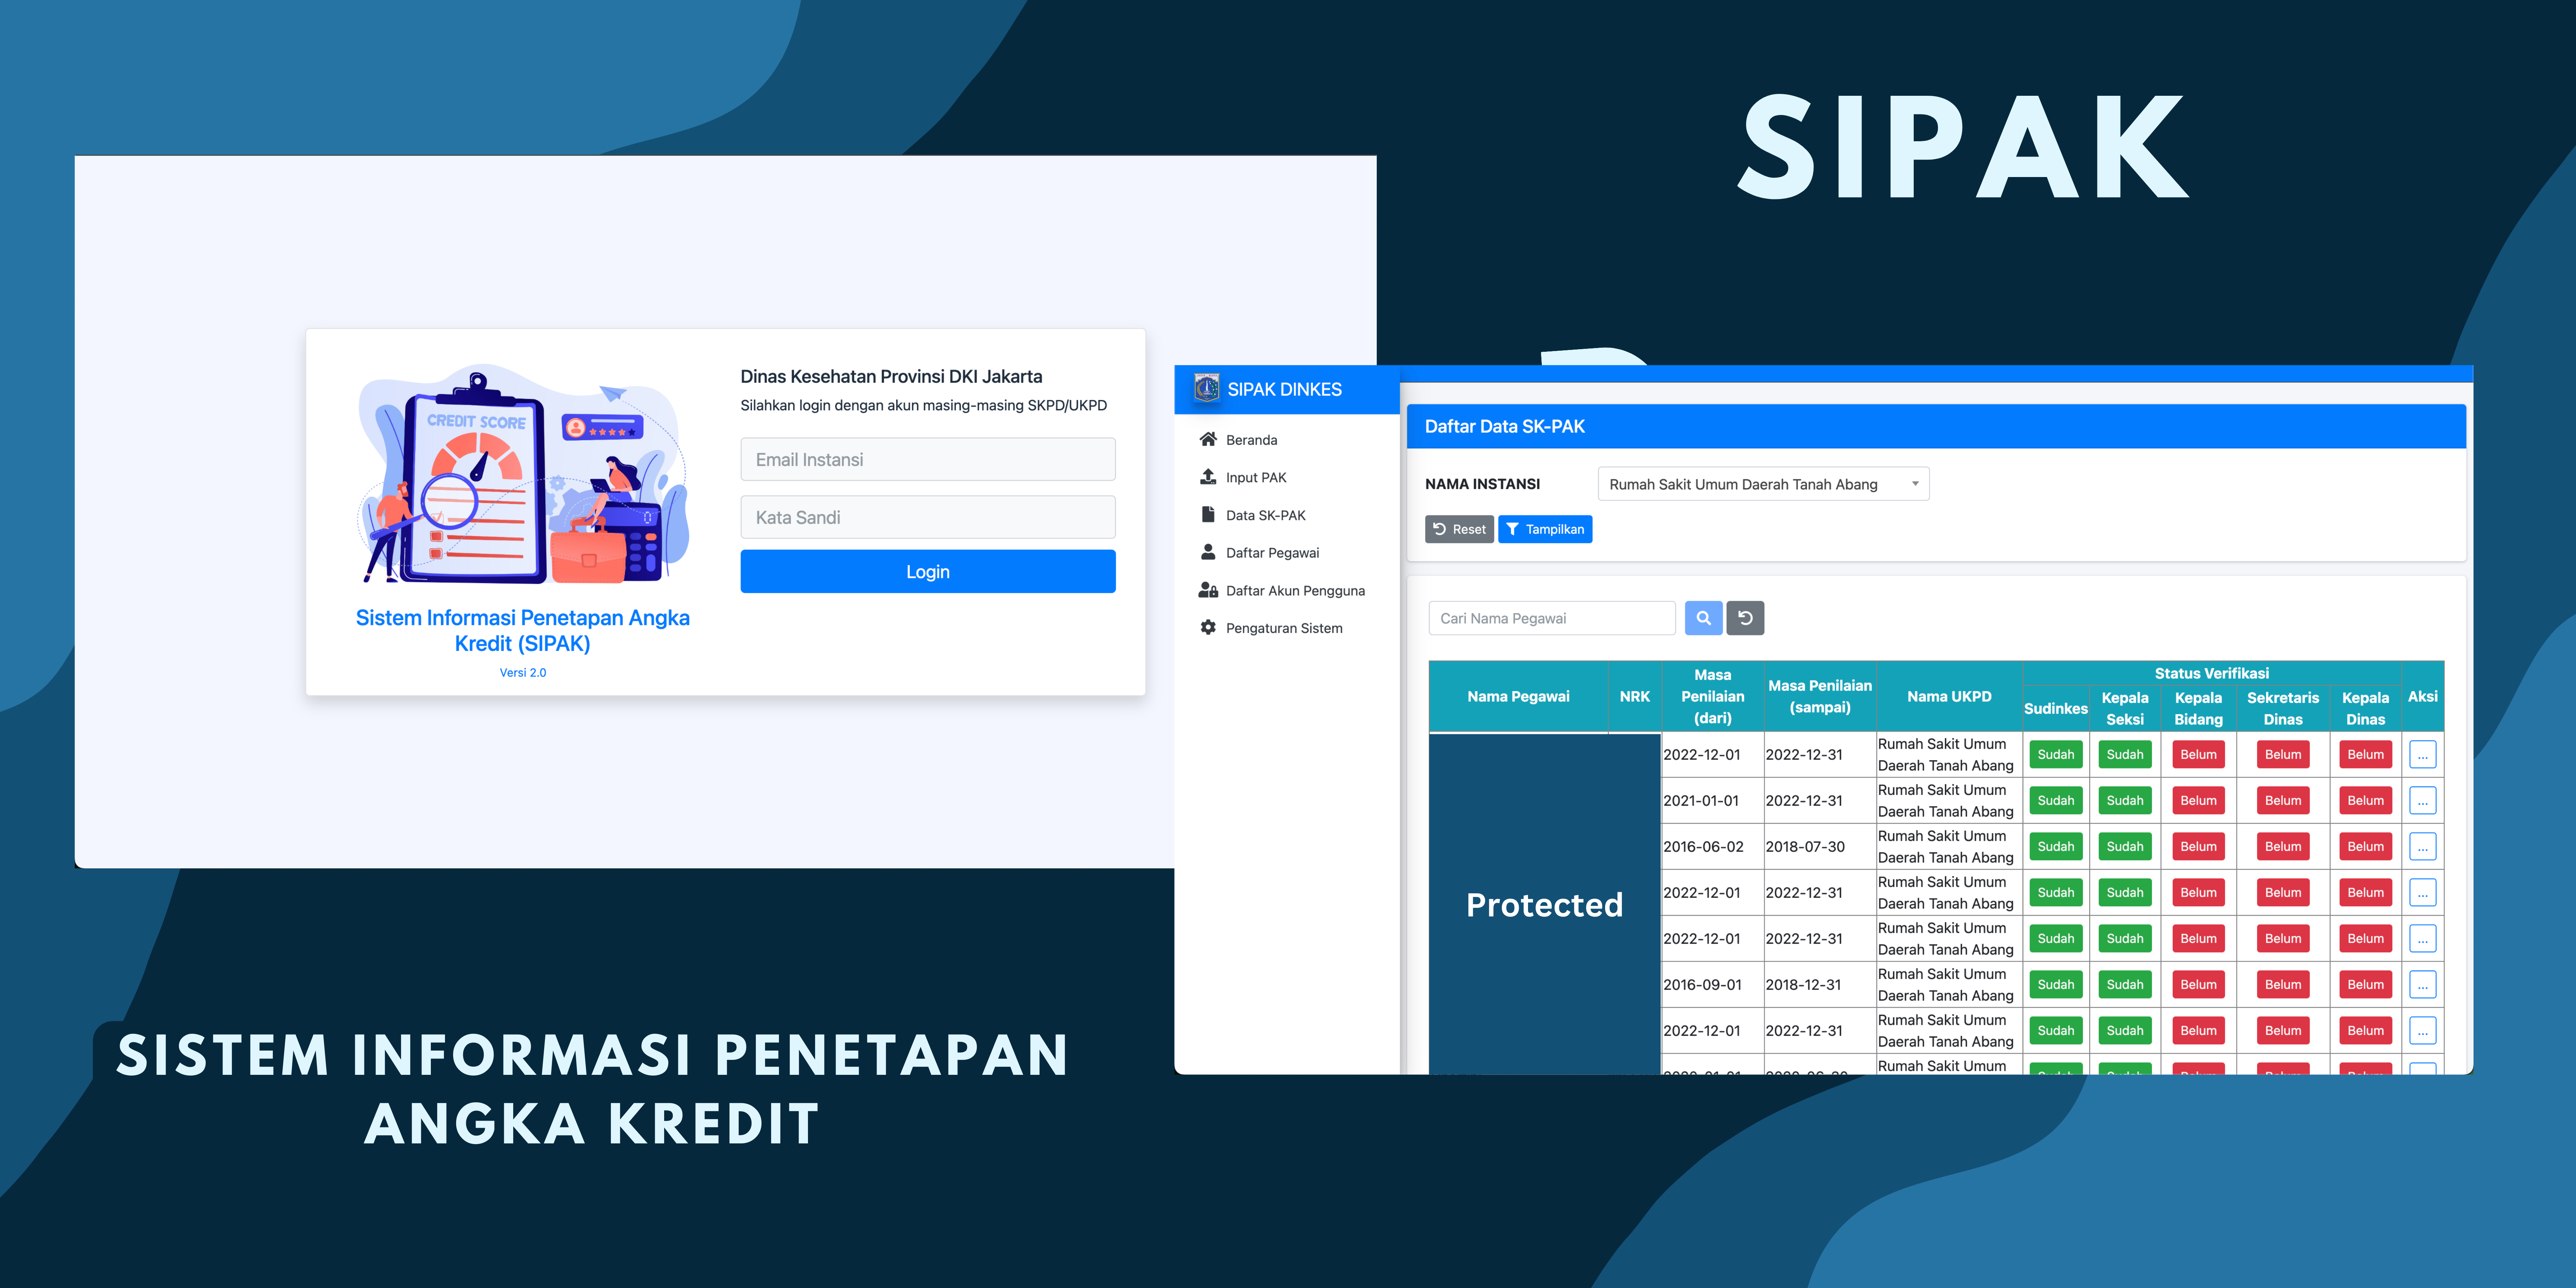 SIPAK
CREDIT SCORE
Sistem Informasi Penetapan Angka
Kredit (SIPAK)
Versi 2.0
Dinas Kesehatan Provinsi DKI Jakarta
Silahkan login dengan akun masing-masing SKPD/UKPD
Email Instansi
Kata Sandi
Login
SIPAK DINKES
Beranda
Input PAK
Data SK-PAK
Daftar Pegawai
Daftar Akun Pengguna
Pengaturan Sistem
Daftar Data SK-PAK
NAMA INSTANSI Rumah Sakit Umum Daerah Tanah Abang
Reset Tampilkan
Cari Nama Pegawai
Nama Pegawai NRK Masa Penilaian (dari) Masa Penilaian (sampai) Nama UKPD Status Verifikasi Aksi
Sudinkes Kepala Seksi Kepala Bidang Sekretaris Dinas Kepala Dinas
Protected
2022-12-01 2022-12-31 Rumah Sakit Umum Daerah Tanah Abang Sudah Sudah Belum Belum Belum ...
2021-01-01 2022-12-31 Rumah Sakit Umum Daerah Tanah Abang Sudah Sudah Belum Belum Belum ...
2016-06-02 2018-07-30 Rumah Sakit Umum Daerah Tanah Abang Sudah Sudah Belum Belum Belum ...
2022-12-01 2022-12-31 Rumah Sakit Umum Daerah Tanah Abang Sudah Sudah Belum Belum Belum ...
2022-12-01 2022-12-31 Rumah Sakit Umum Daerah Tanah Abang Sudah Sudah Belum Belum Belum ...
2016-09-01 2018-12-31 Rumah Sakit Umum Daerah Tanah Abang Sudah Sudah Belum Belum Belum ...
2022-12-01 2022-12-31 Rumah Sakit Umum Daerah Tanah Abang Sudah Sudah Belum Belum Belum ...
Rumah Sakit Umum
SISTEM INFORMASI PENETAPAN
ANGKA KREDIT